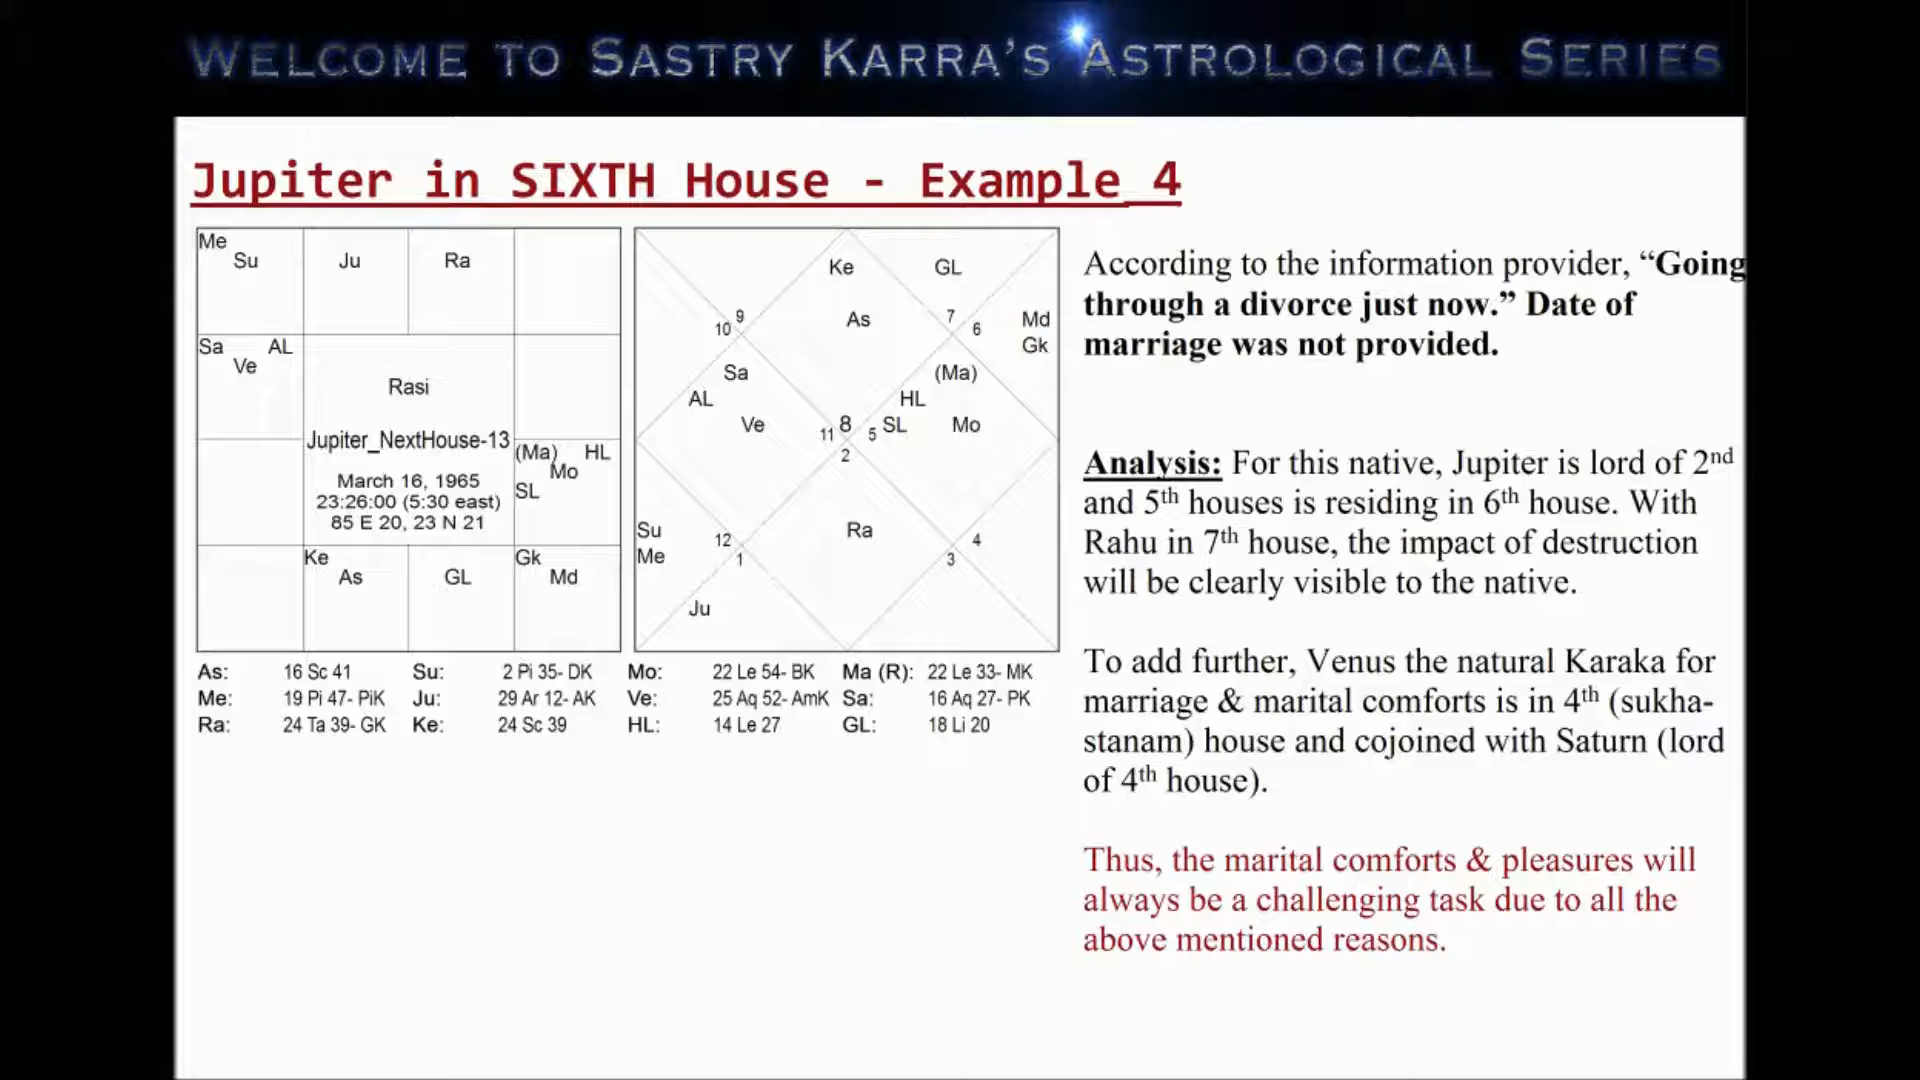 WELCOME TO SASTRY KARRA'S ASTROLOGICAL SERIES
Jupiter in SIXTH House - Example 4
Me
Su
Ju
Ra
Sa
AL
Ve
Rasi
Jupiter_NextHouse-13
March 16, 1965
23:26:00 (5:30 east)
85 E 20, 23 N 21
(Ma)
HL
Mo
SL
Ke
As
GL
Gk
Md
Ke
GL
As
9
10
7
6
Md
Gk
Sa
AL
Ve
(Ma)
HL
SL
Mo
11
8
5
2
Su
Me
12
1
Ra
4
3
Ju
As: 16 Sc 41 Su: 2 Pi 35- DK Mo: 22 Le 54- BK Ma (R): 22 Le 33- MK
Me: 19 Pi 47- PiK Ju: 29 Ar 12- AK Ve: 25 Aq 52- AmK Sa: 16 Aq 27- PK
Ra: 24 Ta 39- GK Ke: 24 Sc 39 HL: 14 Le 27 GL: 18 Li 20
According to the information provider, “Going
through a divorce just now.” Date of
marriage was not provided.
Analysis: For this native, Jupiter is lord of 2nd
and 5th houses is residing in 6th house. With
Rahu in 7th house, the impact of destruction
will be clearly visible to the native.
To add further, Venus the natural Karaka for
marriage & marital comforts is in 4th (sukha-
stanam) house and cojoined with Saturn (lord
of 4th house).
Thus, the marital comforts & pleasures will
always be a challenging task due to all the
above mentioned reasons.